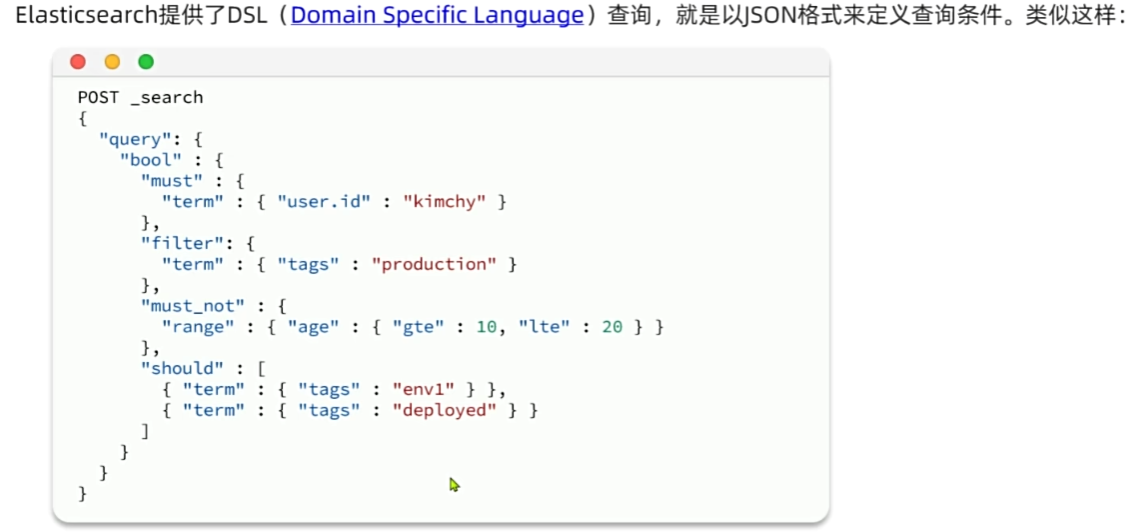 Elasticsearch提供了DSL（Domain Specific Language）查询，就是以JSON格式来定义查询条件。类似这样：
POST _search
{
  "query": {
    "bool" : {
      "must" : {
        "term" : { "user.id" : "kimchy" }
      },
      "filter": {
        "term" : { "tags" : "production" }
      },
      "must_not" : {
        "range" : { "age" : { "gte" : 10, "lte" : 20 } }
      },
      "should" : [
        { "term" : { "tags" : "env1" } },
        { "term" : { "tags" : "deployed" } }
      ]
    }
  }
}